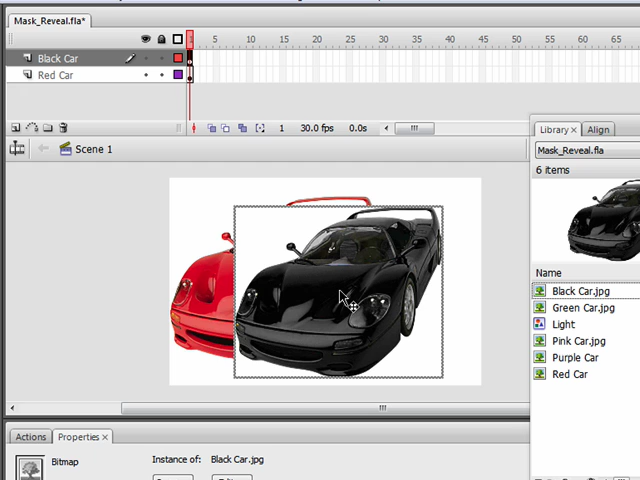 Mask_Reveal.fla*
5 10 15 20 25 30 35 40 45 50 55 60 65
Black Car
Red Car
1 30.0 fps 0.0s
Scene 1
Library Align
Mask_Reveal.fla
6 items
Name
Black Car.jpg
Green Car.jpg
Light
Pink Car.jpg
Purple Car
Red Car
Actions Properties
Bitmap
Instance of: Black Car.jpg